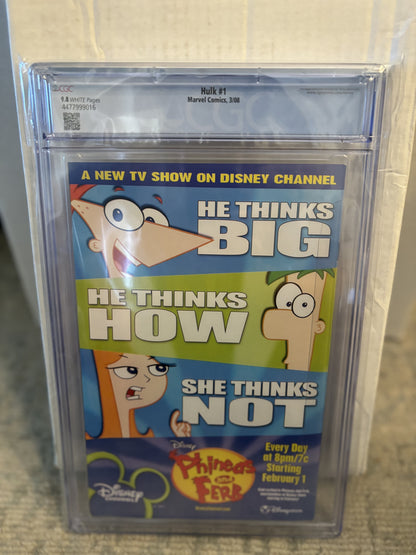 CGC
Hulk #1
9.8 WHITE Pages
Marvel Comics, 3/08
4477999016
A NEW TV SHOW ON DISNEY CHANNEL
HE THINKS
BIG
HE THINKS
HOW
SHE THINKS
NOT
Disney
Phineas
and
FERB
Every Day
at 8pm/7c
Starting
February 1
Disney
CHANNEL